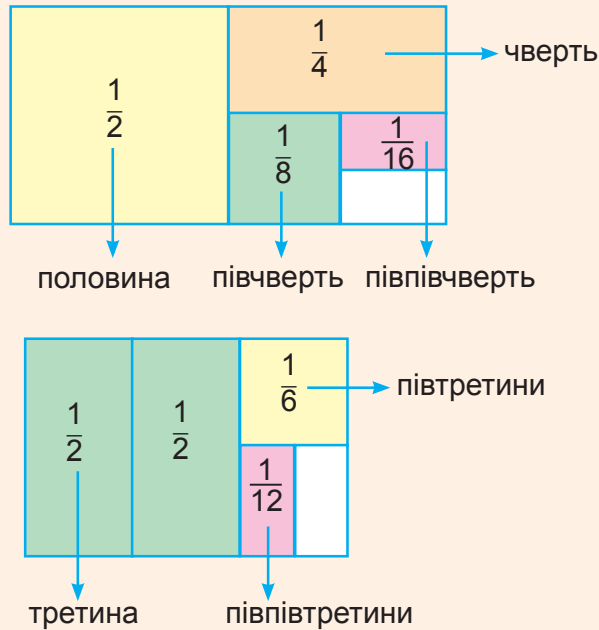 1/2
1/4
чверть
1/8
1/16
половина
півчверть
півпівчверть
1/2
1/2
1/6
півтретини
1/12
третина
півпівтретини